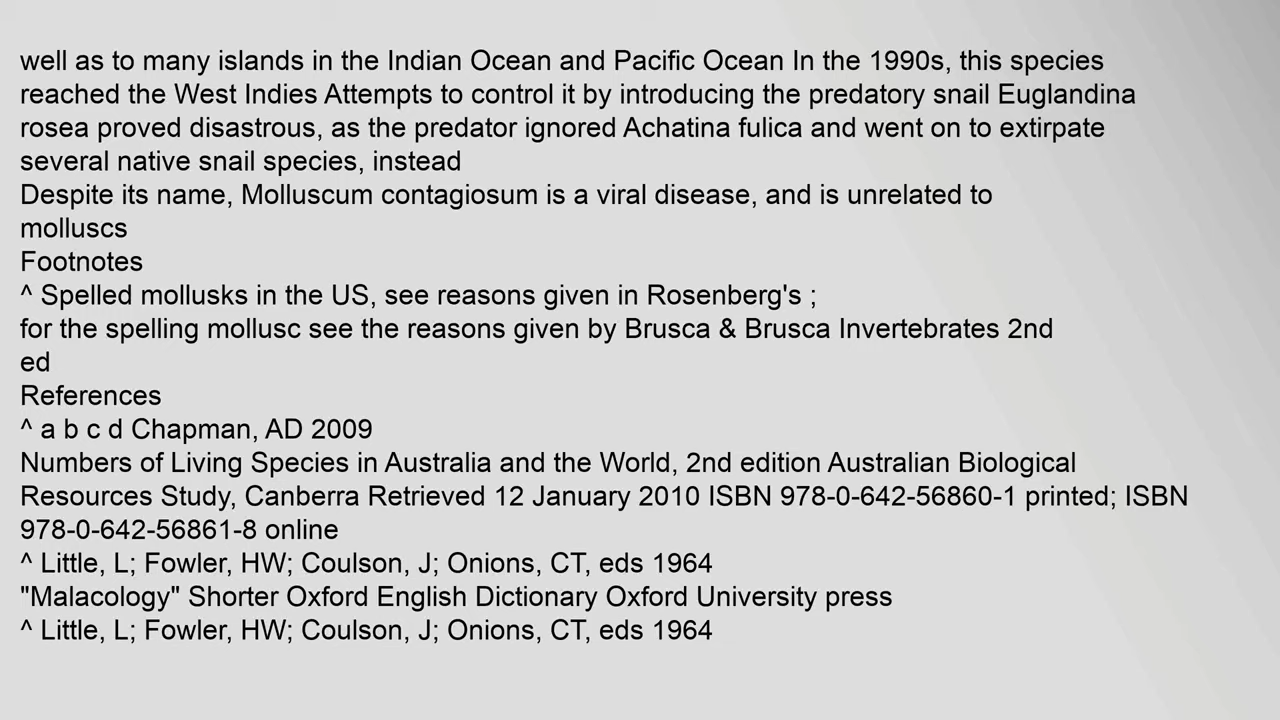 well as to many islands in the Indian Ocean and Pacific Ocean In the 1990s, this species
reached the West Indies Attempts to control it by introducing the predatory snail Euglandina
rosea proved disastrous, as the predator ignored Achatina fulica and went on to extirpate
several native snail species, instead
Despite its name, Molluscum contagiosum is a viral disease, and is unrelated to
molluscs
Footnotes
^ Spelled mollusks in the US, see reasons given in Rosenberg's ;
for the spelling mollusc see the reasons given by Brusca & Brusca Invertebrates 2nd
ed
References
^ a b c d Chapman, AD 2009
Numbers of Living Species in Australia and the World, 2nd edition Australian Biological
Resources Study, Canberra Retrieved 12 January 2010 ISBN 978-0-642-56860-1 printed; ISBN
978-0-642-56861-8 online
^ Little, L; Fowler, HW; Coulson, J; Onions, CT, eds 1964
"Malacology" Shorter Oxford English Dictionary Oxford University press
^ Little, L; Fowler, HW; Coulson, J; Onions, CT, eds 1964